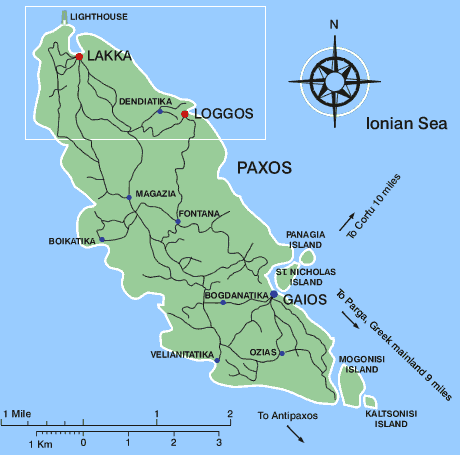 LIGHTHOUSE
N
LAKKA
DENDIATIKA
LOGGOS
Ionian Sea
PAXOS
MAGAZIA
FONTANA
To Corfu 10 miles
BOIKATIKA
PANAGIA
ISLAND
ST. NICHOLAS
ISLAND
BOGDANATIKA
GAIOS
To Parga, Greek mainland 9 miles
VELIANITATIKA
OZIAS
MOGONISI
ISLAND
KALTSONISI
ISLAND
To Antipaxos
1 Mile 1 2
1 Km 0 1 2 3